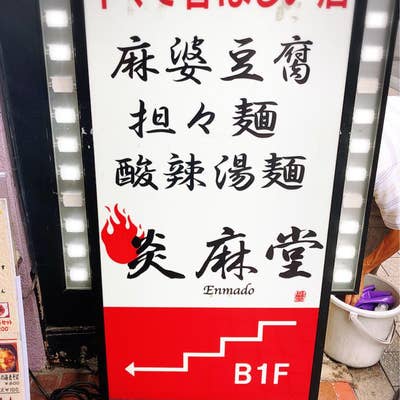 麻婆豆腐
担々麺
酸辣湯麺
炎麻堂
Enmado
B1F